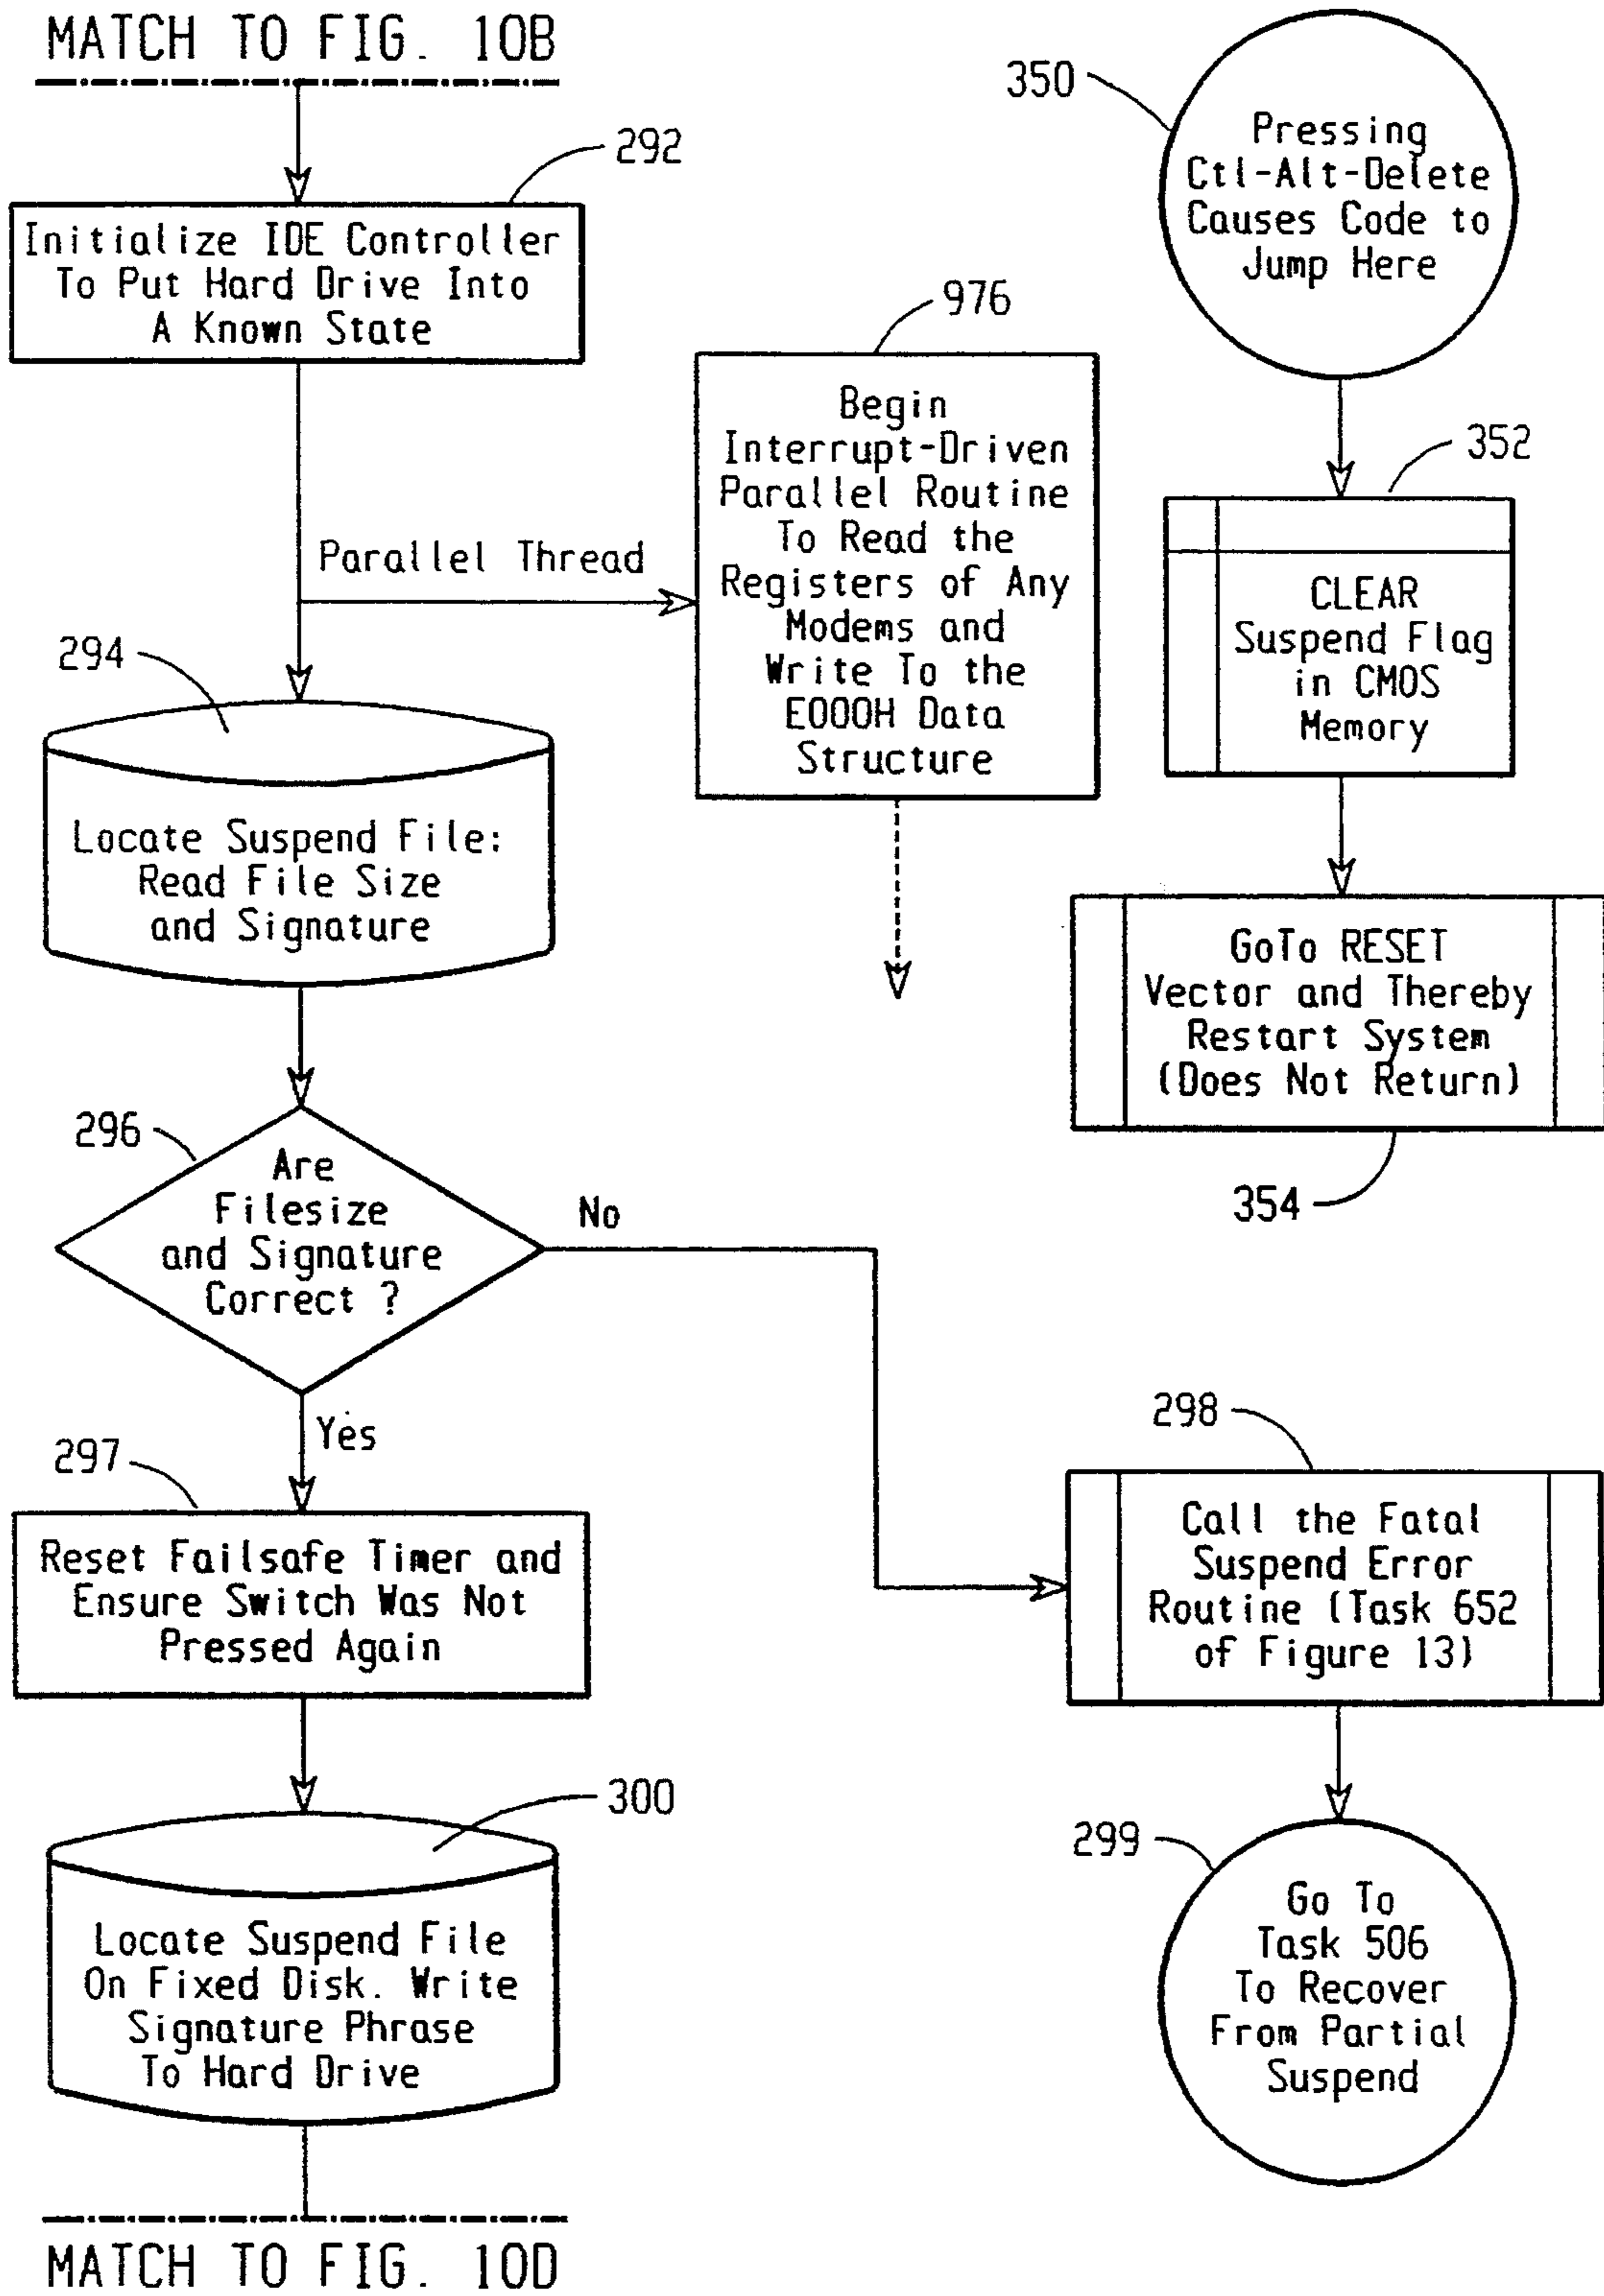 MATCH TO FIG. 10B
292
Initialize IDE Controller
To Put Hard Drive Into
A Known State
Parallel Thread
976
Begin
Interrupt-Driven
Parallel Routine
To Read the
Registers of Any
Modems and
Write To the
E000H Data
Structure
294
Locate Suspend File:
Read File Size
and Signature
296
Are
Filesize
and Signature
Correct ?
No
Yes
297
Reset Failsafe Timer and
Ensure Switch Was Not
Pressed Again
300
Locate Suspend File
On Fixed Disk. Write
Signature Phrase
To Hard Drive
MATCH TO FIG. 10D
350
Pressing
Ctl-Alt-Delete
Causes Code to
Jump Here
352
CLEAR
Suspend Flag
in CMOS
Memory
GoTo RESET
Vector and Thereby
Restart System
(Does Not Return)
354
298
Call the Fatal
Suspend Error
Routine (Task 652
of Figure 13)
299
Go To
Task 506
To Recover
From Partial
Suspend